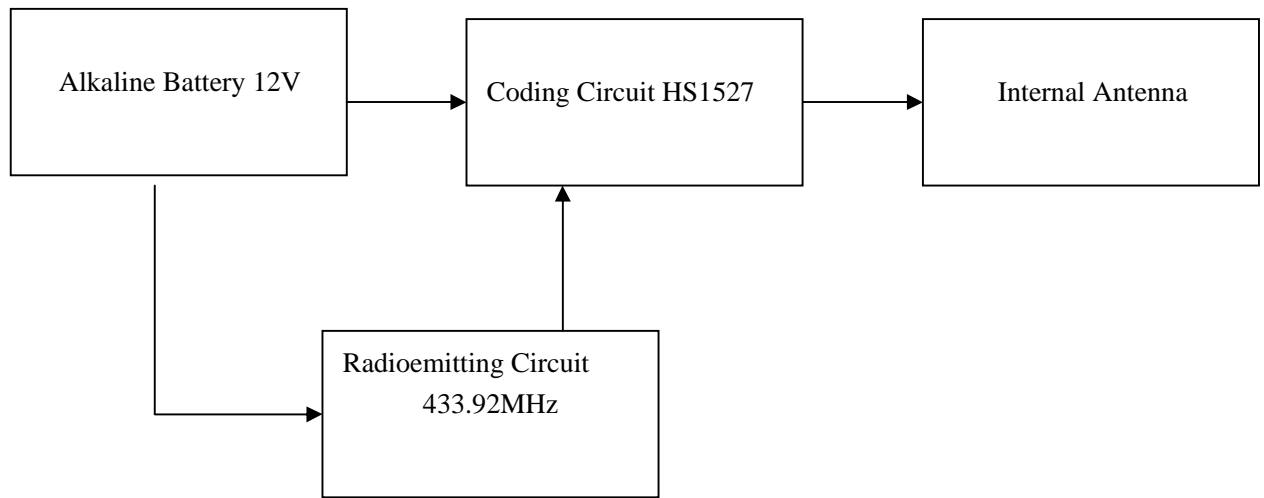 Alkaline Battery 12V
Coding Circuit HS1527
Internal Antenna
Radioemitting Circuit
433.92MHz